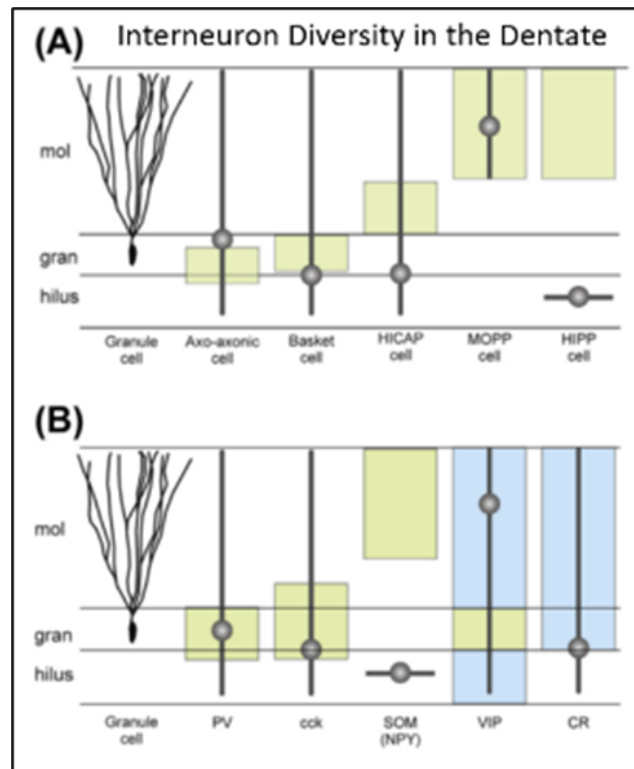 (A) Interneuron Diversity in the Dentate
mol
gran
hilus
Granule cell
Axo-axonic cell
Basket cell
HICAP cell
MOPP cell
HIPP cell
(B)
mol
gran
hilus
Granule cell
PV
cck
SOM (NPY)
VIP
CR